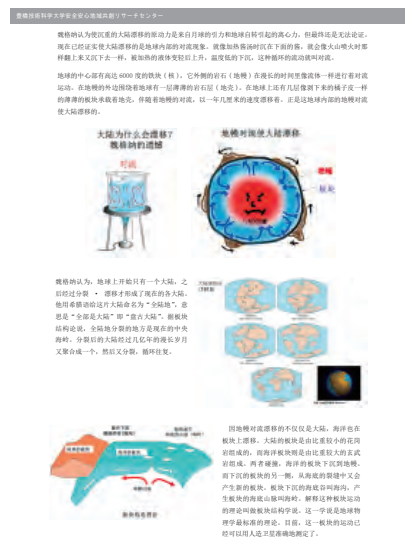 豊橋技術科学大学安全安心地域共創リサーチセンター
魏格纳认为使沉重的大陆漂移的原动力是来自月球的引力和地球自转引起的离心力，但最终还是无法论证。
现在已经证实使大陆漂移的是地球内部的对流现象。就像加热酱汤时沉在下面的酱，就会像火山喷火时那
样翻上来又沉下去一样，被加热的液体变轻后上升，温度低的下沉，这种循环的流动就叫对流。
地球的中心部有高达 6000 度的铁块（核），它外侧的岩石（地幔）在漫长的时间里像流体一样进行着对流
运动。在地幔的外边围绕着地球有一层薄薄的岩石层（地壳），在地球上还有几层像剥下来的橘子皮一样
的薄薄的板块承载着地壳，伴随着地幔的对流，以一年几厘米的速度漂移着。正是这地球内部的地幔对流
使大陆漂移的。
大陆为什么会漂移?
魏格纳的遗憾
对流
地幔对流使大陆漂移
地幔
板块
魏格纳认为，地球上开始只有一个大陆，之
后经过分裂 · 漂移才形成了现在的各大陆。
他用希腊语给这片大陆命名为“全陆地”，意
思是“全部是大陆”即“盘古大陆”。据板块
结构论说，全陆地分裂的地方是现在的中央
海岭。分裂后的大陆经过几亿年的漫长岁月
又聚合成一个，然后又分裂，循环往复。
因地幔对流漂移的不仅仅是大陆，海洋也在
板块上漂移。大陆的板块是由比重较小的花岗
岩组成的，而海洋板块则是由比重较大的玄武
岩组成。两者碰撞，海洋的板块下沉到地幔。
而下沉的板块的另一侧，从海底的裂缝中又会
产生新的板块。板块下沉的海底谷叫海沟，产
生板块的海底山脉叫海岭。解释这种板块运动
的理论叫做板块结构学说。这一学说是地球物
理学最标准的理论。目前，这一板块的运动已
经可以用人造卫星准确地测定了。
板块构造理论